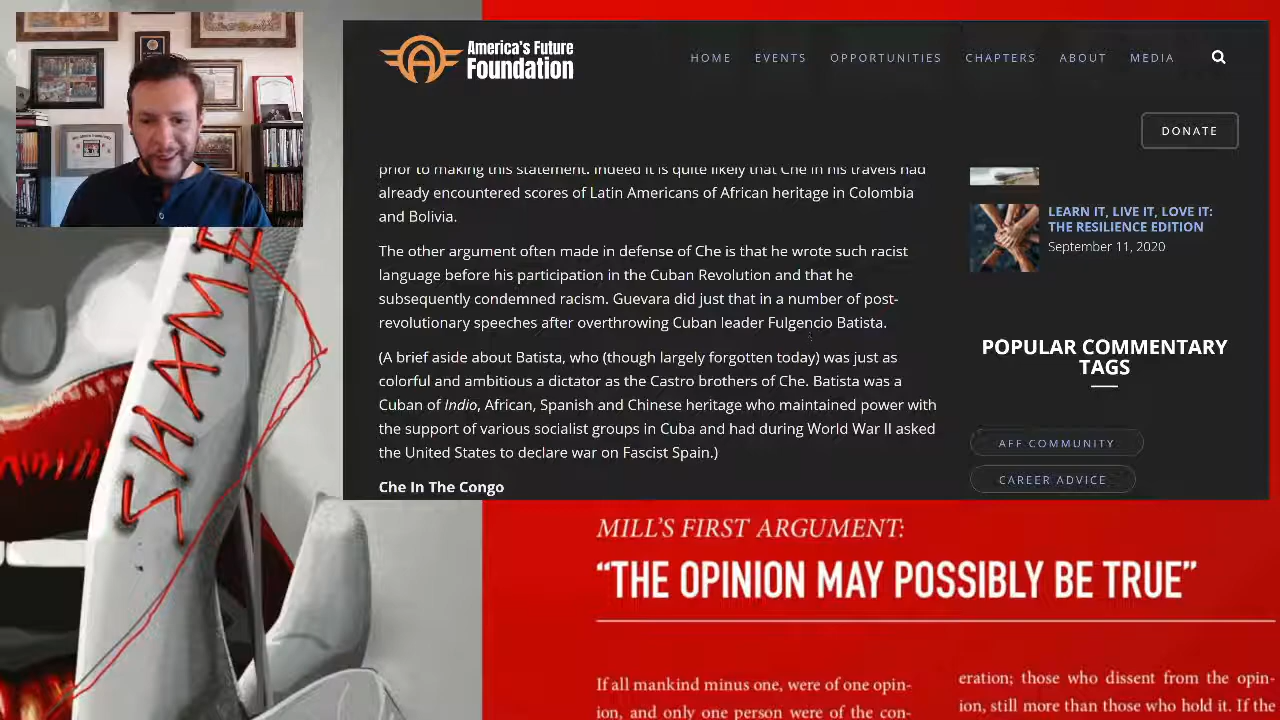 America's Future
Foundation
HOME EVENTS OPPORTUNITIES CHAPTERS ABOUT MEDIA
DONATE
prior to making this statement. Indeed it is quite likely that Che in his travels had
already encountered scores of Latin Americans of African heritage in Colombia
and Bolivia.
The other argument often made in defense of Che is that he wrote such racist
language before his participation in the Cuban Revolution and that he
subsequently condemned racism. Guevara did just that in a number of post-
revolutionary speeches after overthrowing Cuban leader Fulgencio Batista.
(A brief aside about Batista, who (though largely forgotten today) was just as
colorful and ambitious a dictator as the Castro brothers of Che. Batista was a
Cuban of Indio, African, Spanish and Chinese heritage who maintained power with
the support of various socialist groups in Cuba and had during World War II asked
the United States to declare war on Fascist Spain.)
Che In The Congo
LEARN IT, LIVE IT, LOVE IT:
THE RESILIENCE EDITION
September 11, 2020
POPULAR COMMENTARY
TAGS
AFF COMMUNITY
CAREER ADVICE
SHAME
MILL'S FIRST ARGUMENT:
“THE OPINION MAY POSSIBLY BE TRUE”
If all mankind minus one, were of one opin-
ion, and only one person were of the con-
eration; those who dissent from the opin-
ion, still more than those who hold it. If the